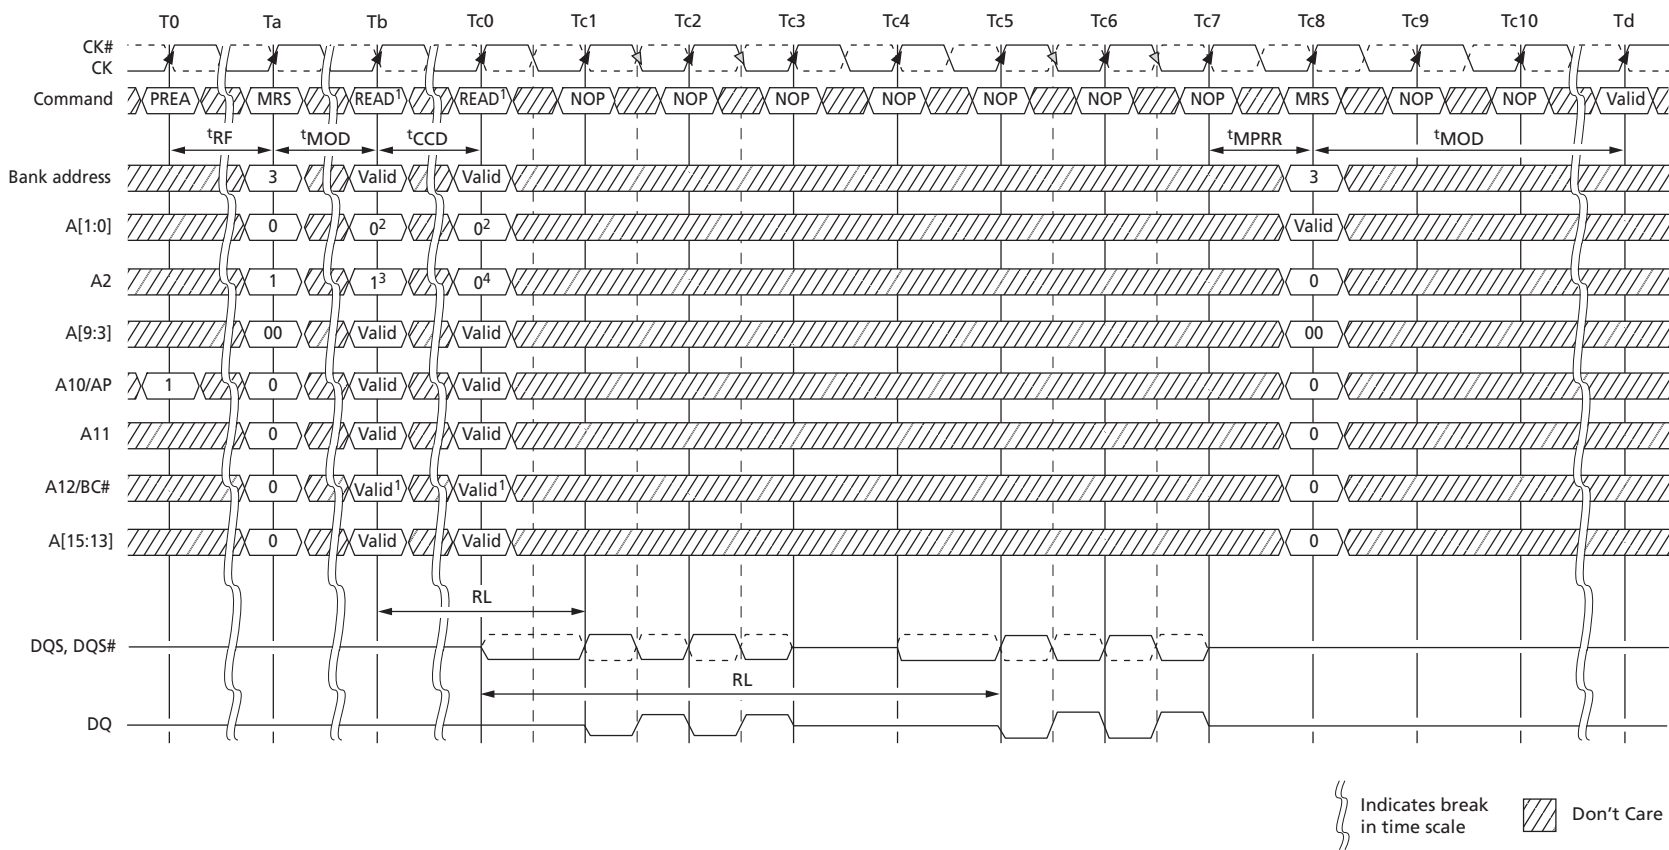 T0 Ta Tb Tc0 Tc1 Tc2 Tc3 Tc4 Tc5 Tc6 Tc7 Tc8 Tc9 Tc10 Td
CK#
CK
Command PREA MRS READ1 READ1 NOP NOP NOP NOP NOP NOP NOP MRS NOP NOP Valid
tRF tMOD tCCD tMPRR tMOD
Bank address 3 Valid Valid 3
A[1:0] 0 02 02 Valid
A2 1 13 04 0
A[9:3] 00 Valid Valid 00
A10/AP 1 0 Valid Valid 0
A11 0 Valid Valid 0
A12/BC# 0 Valid1 Valid1 0
A[15:13] 0 Valid Valid 0
RL
DQS, DQS#
RL
DQ
Indicates break
in time scale
Don't Care